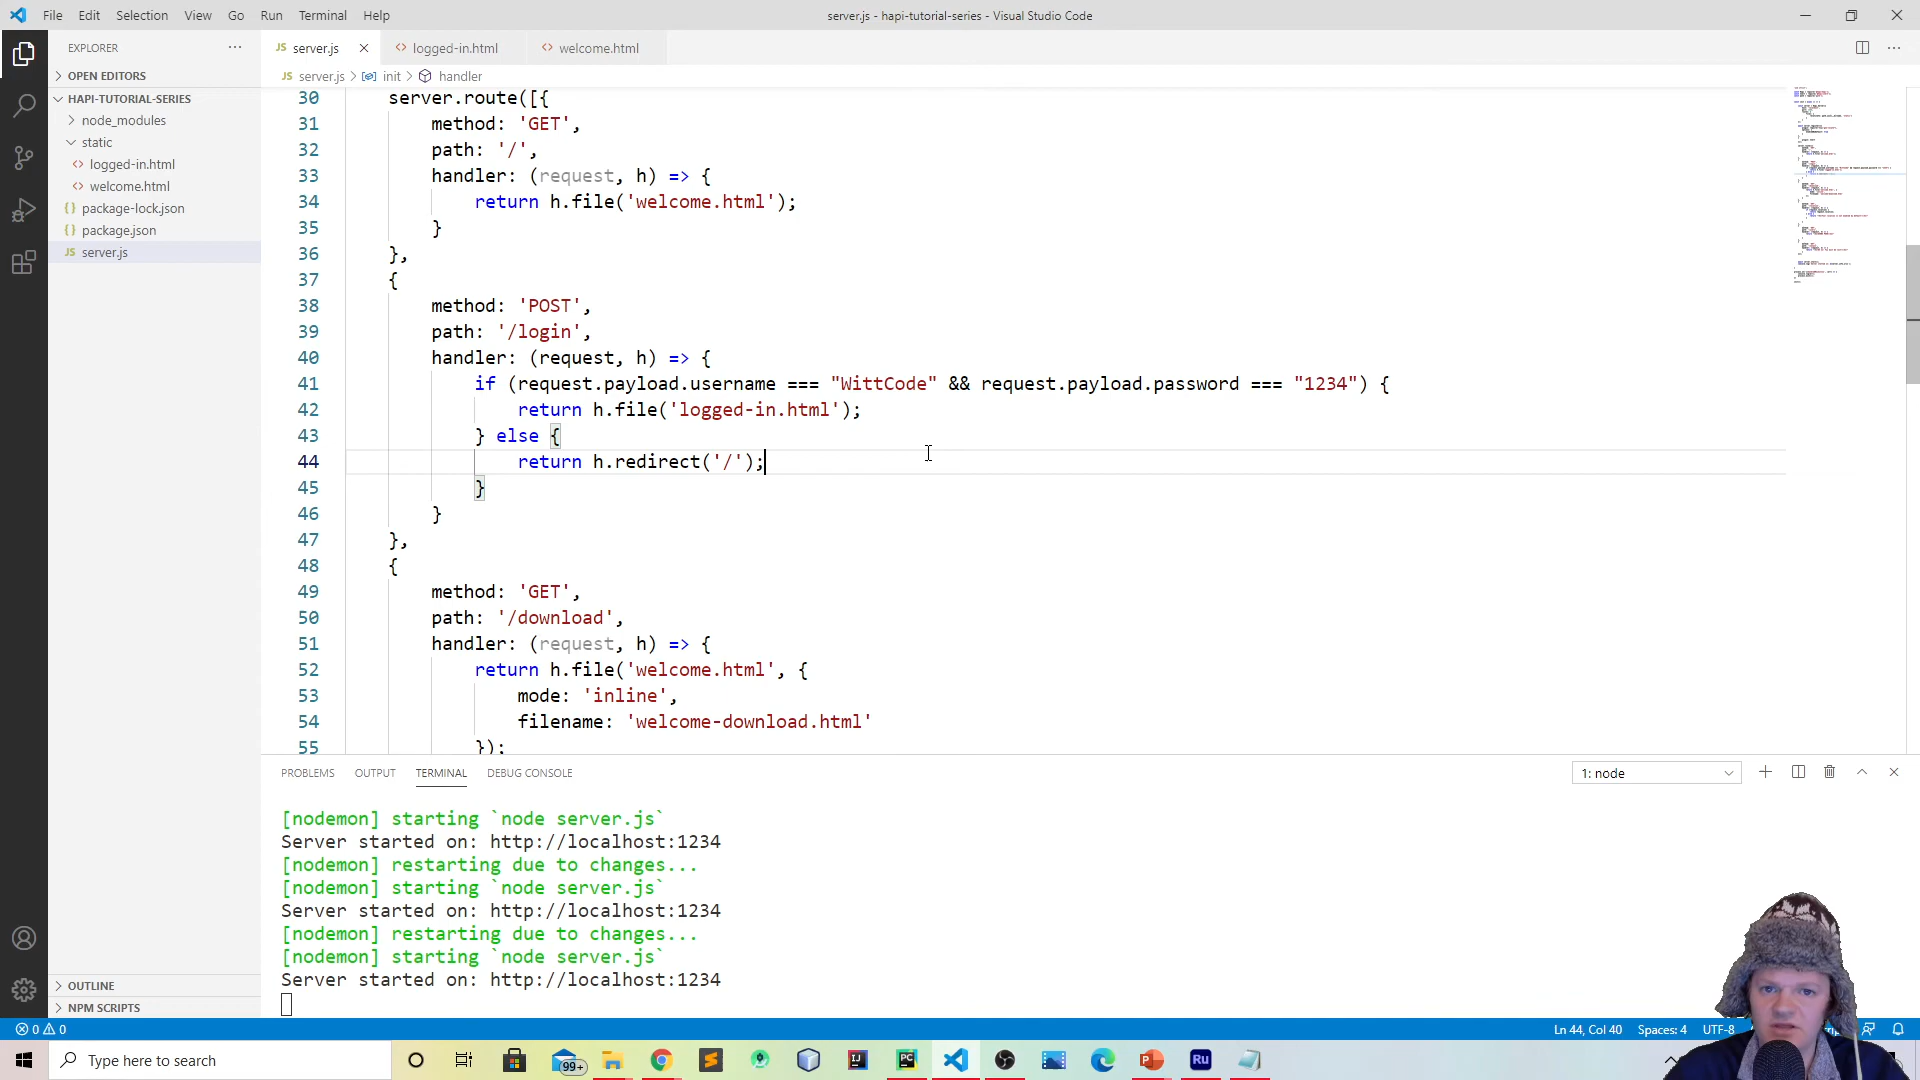 File Edit Selection View Go Run Terminal Help
server.js - hapi-tutorial-series - Visual Studio Code
EXPLORER
OPEN EDITORS
HAPI-TUTORIAL-SERIES
node_modules
static
logged-in.html
welcome.html
package-lock.json
package.json
JS server.js
OUTLINE
NPM SCRIPTS
JS server.js
logged-in.html
welcome.html
JS server.js > init > handler
30 server.route([{
31 method: 'GET',
32 path: '/',
33 handler: (request, h) => {
34 return h.file('welcome.html');
35 }
36 },
37 {
38 method: 'POST',
39 path: '/login',
40 handler: (request, h) => {
41 if (request.payload.username === "WittCode" && request.payload.password === "1234") {
42 return h.file('logged-in.html');
43 } else {
44 return h.redirect('/');
45 }
46 }
47 },
48 {
49 method: 'GET',
50 path: '/download',
51 handler: (request, h) => {
52 return h.file('welcome.html', {
53 mode: 'inline',
54 filename: 'welcome-download.html'
55 });
PROBLEMS OUTPUT TERMINAL DEBUG CONSOLE
1: node
[nodemon] starting `node server.js`
Server started on: http://localhost:1234
[nodemon] restarting due to changes...
[nodemon] starting `node server.js`
Server started on: http://localhost:1234
[nodemon] restarting due to changes...
[nodemon] starting `node server.js`
Server started on: http://localhost:1234
0 0
Ln 44, Col 40 Spaces: 4 UTF-8
Type here to search
99+
IJ
PC
Ru